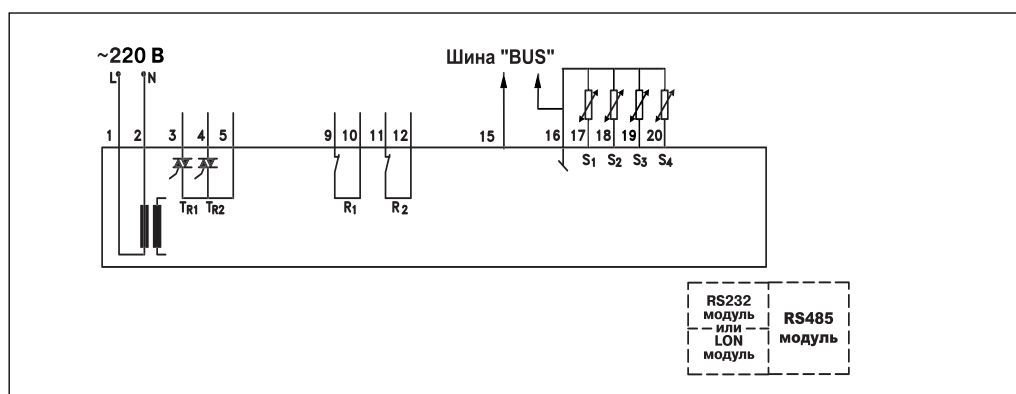 ~220 В
Шина "BUS"
L N
1 2 3 4 5 9 10 11 12 15 16 17 18 19 20
S1 S2 S3 S4
TR1 TR2 R1 R2
RS232
модуль
или
LON
модуль
RS485
модуль